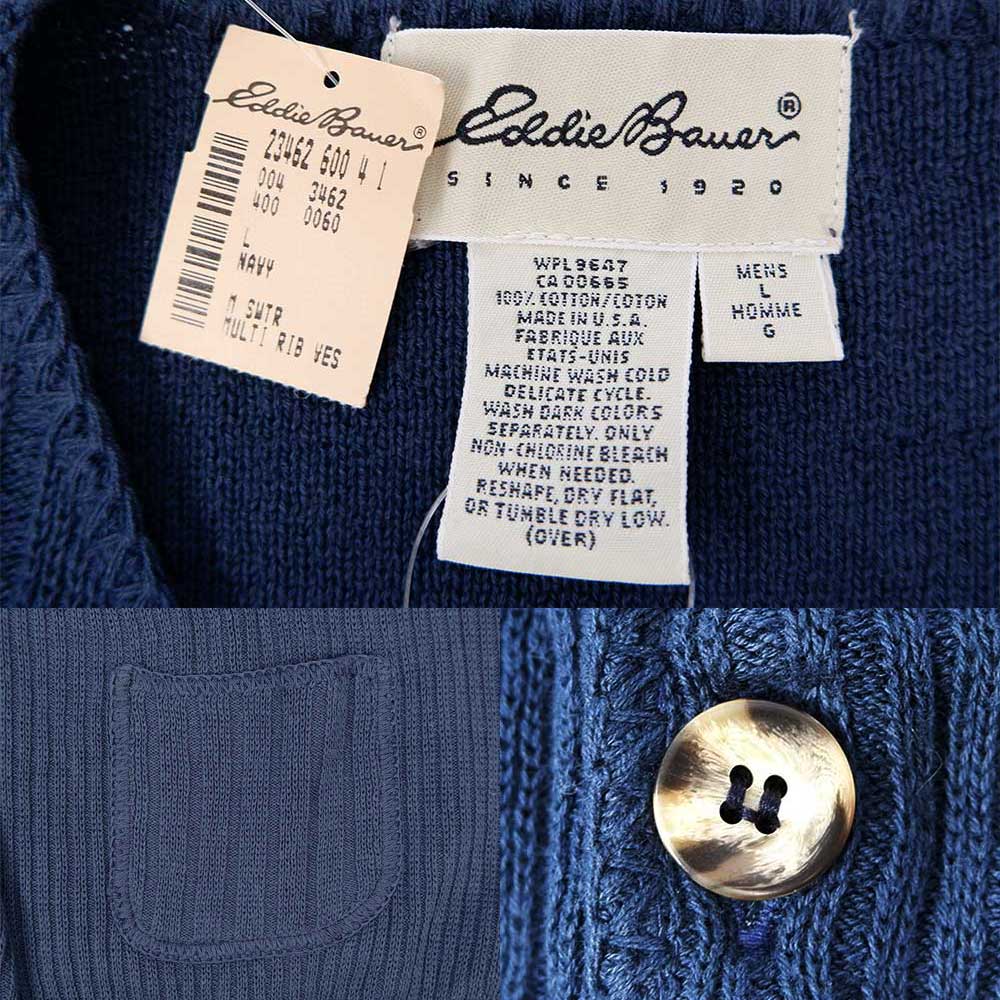 Eddie Bauer®
23462 600 4 1
004 3462
400 0060
L
NAVY
M SWTR
MULTI RIB VES
Eddie Bauer®
SINCE 1920
WPL9647
CA00665
100% COTTON/COTON
MADE IN U.S.A.
FABRIQUE AUX
ETATS-UNIS
MACHINE WASH COLD
DELICATE CYCLE.
WASH DARK COLORS
SEPARATELY. ONLY
NON-CHLORINE BLEACH
WHEN NEEDED.
RESHAPE, DRY FLAT,
OR TUMBLE DRY LOW.
(OVER)
MENS
L
HOMME
G